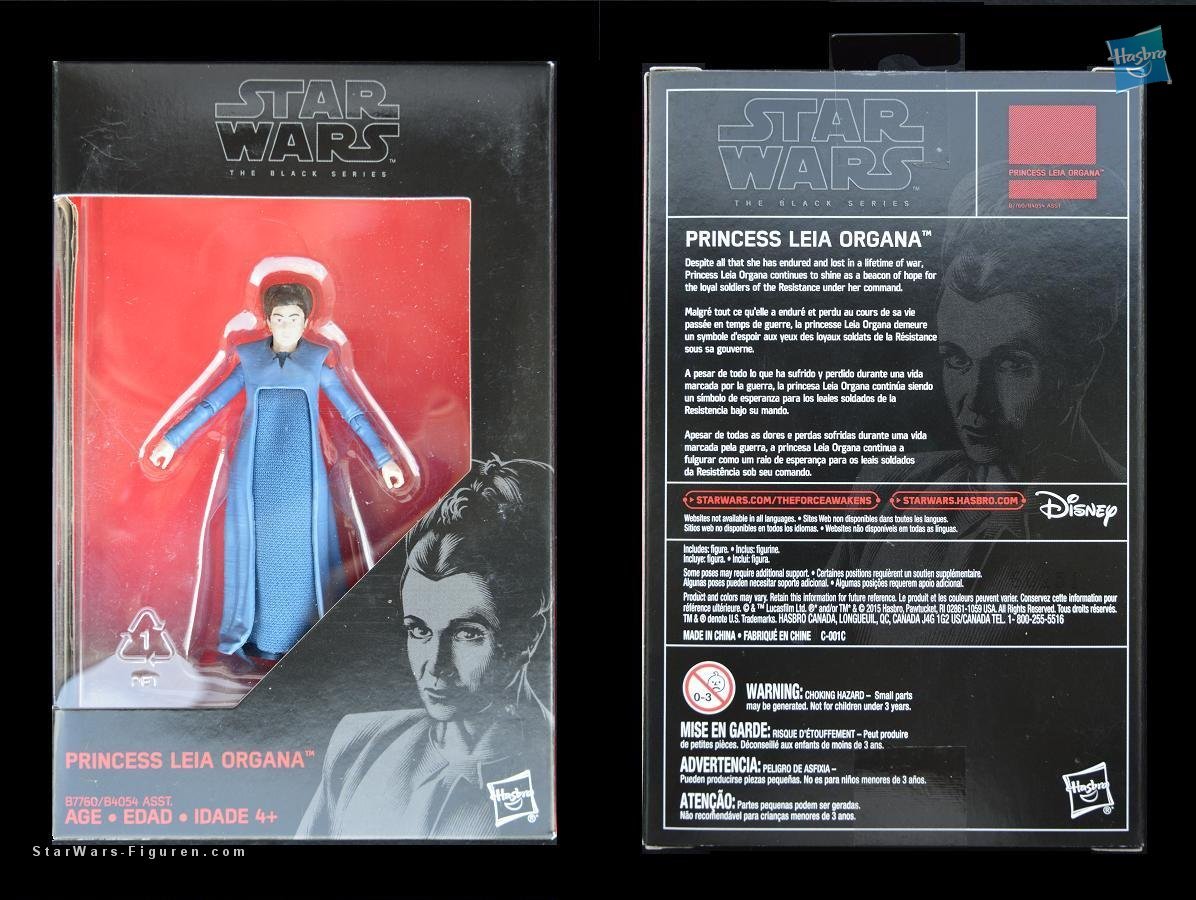 STAR
WARS™
THE BLACK SERIES
1
PET
PRINCESS LEIA ORGANA™
B7760/B4054 ASST.
AGE • EDAD • IDADE 4+
Hasbro®
StarWars-Figuren.com
Hasbro
STAR
WARS™
THE BLACK SERIES
PRINCESS LEIA ORGANA™
B7760/B4054 ASST.
PRINCESS LEIA ORGANA™
Despite all that she has endured and lost in a lifetime of war,
Princess Leia Organa continues to shine as a beacon of hope for
the loyal soldiers of the Resistance under her command.
Malgré tout ce qu'elle a enduré et perdu au cours de sa vie
passée en temps de guerre, la princesse Leia Organa demeure
un symbole d'espoir aux yeux des loyaux soldats de la Résistance
sous sa gouverne.
A pesar de todo lo que ha sufrido y perdido durante una vida
marcada por la guerra, la princesa Leia Organa continúa siendo
un símbolo de esperanza para los leales soldados de la
Resistencia bajo su mando.
Apesar de todas as dores e perdas sofridas durante uma vida
marcada pela guerra, a princesa Leia Organa continua a
fulgurar como um raio de esperança para os leais soldados
da Resistência sob seu comando.
STARWARS.COM/THEFORCEAWAKENS
STARWARS.HASBRO.COM
Disney
Websites not available in all languages. • Sites Web non disponibles dans toutes les langues.
Sitios web no disponibles en todos los idiomas. • Websites não disponíveis em todas as línguas.
Includes: figure. • Inclus: figurine.
Incluye: figura. • Inclui: figura.
Some poses may require additional support. • Certaines positions requièrent un soutien supplémentaire.
Algunas poses pueden necesitar soporte adicional. • Algumas posições requerem apoio adicional.
Product and colors may vary. Retain this information for future reference. Le produit et les couleurs peuvent varier. Conservez cette information pour
référence ultérieure. © & ™ Lucasfilm Ltd. ® and/or TM* & © 2015 Hasbro, Pawtucket, RI 02861-1059 USA. All Rights Reserved. Tous droits réservés.
TM & ® denote U.S. Trademarks. HASBRO CANADA, LONGUEUIL, QC, CANADA J4G 1G2 US/CANADA TEL. 1- 800-255-5516
MADE IN CHINA • FABRIQUÉ EN CHINE C-001C
0-3
WARNING: CHOKING HAZARD – Small parts
may be generated. Not for children under 3 years.
MISE EN GARDE: RISQUE D'ÉTOUFFEMENT – Peut produire
de petites pièces. Déconseillé aux enfants de moins de 3 ans.
ADVERTENCIA: PELIGRO DE ASFIXIA –
Pueden producirse piezas pequeñas. No es para niños menores de 3 años.
ATENÇÃO: Partes pequenas podem ser geradas.
Não recomendável para crianças menores de 3 anos.
Hasbro®